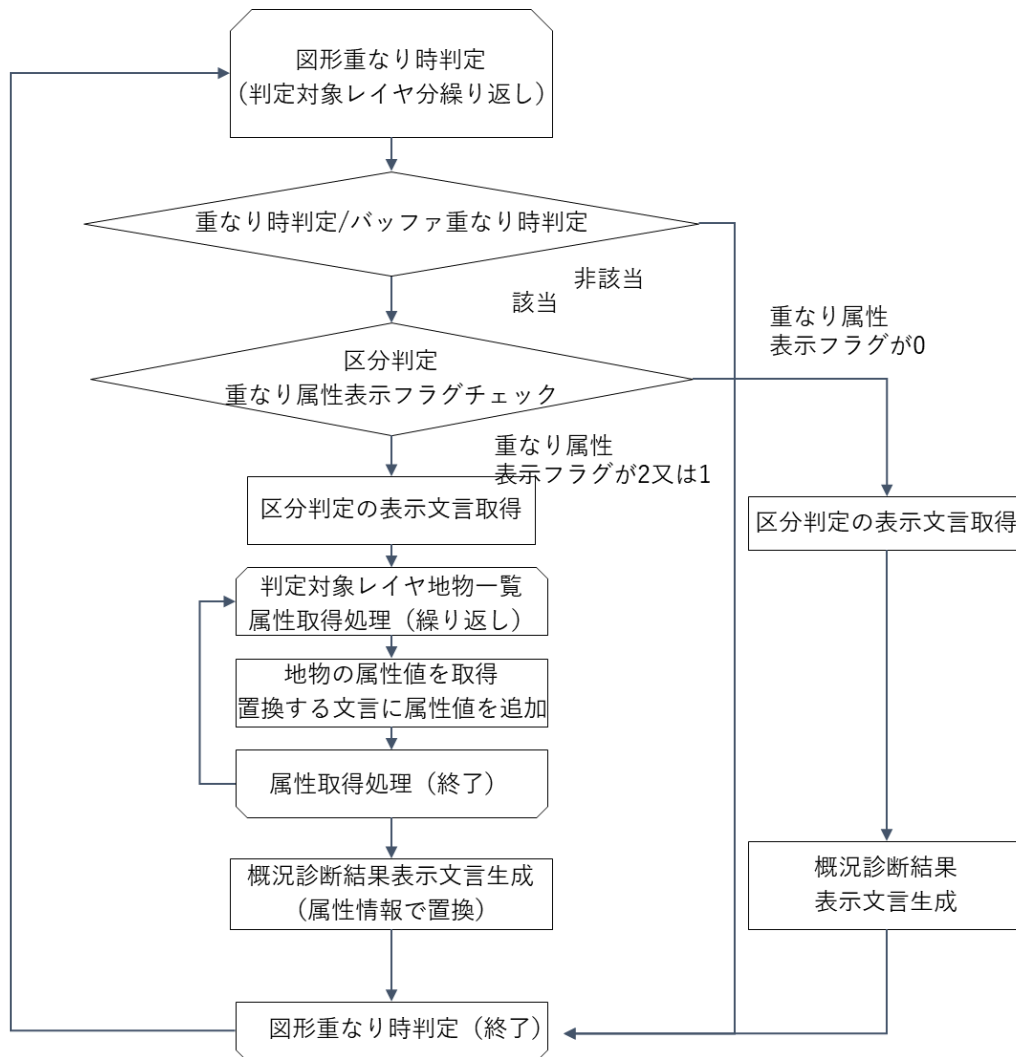 図形重なり時判定
(判定対象レイヤ分繰り返し)
重なり時判定/バッファ重なり時判定
非該当
該当
重なり属性
表示フラグが0
区分判定
重なり属性表示フラグチェック
重なり属性
表示フラグが2又は1
区分判定の表示文言取得
区分判定の表示文言取得
判定対象レイヤ地物一覧
属性取得処理（繰り返し）
地物の属性値を取得
置換する文言に属性値を追加
属性取得処理（終了）
概況診断結果表示文言生成
(属性情報で置換)
概況診断結果
表示文言生成
図形重なり時判定（終了）